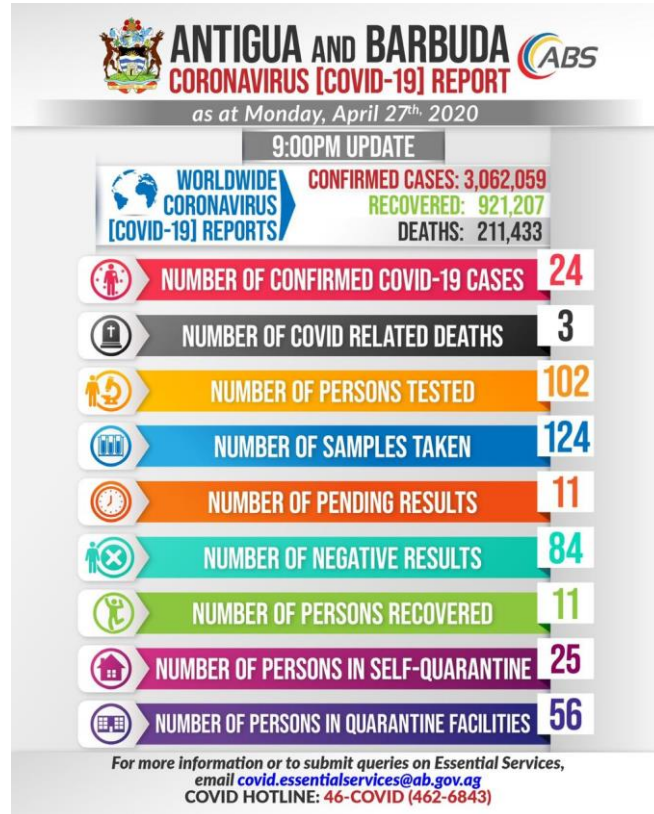 ANTIGUA AND BARBUDA
CORONAVIRUS [COVID-19] REPORT
ABS
as at Monday, April 27th, 2020
9:00PM UPDATE
WORLDWIDE
CORONAVIRUS
[COVID-19] REPORTS
CONFIRMED CASES: 3,062,059
RECOVERED: 921,207
DEATHS: 211,433
NUMBER OF CONFIRMED COVID-19 CASES 24
NUMBER OF COVID RELATED DEATHS 3
NUMBER OF PERSONS TESTED 102
NUMBER OF SAMPLES TAKEN 124
NUMBER OF PENDING RESULTS 11
NUMBER OF NEGATIVE RESULTS 84
NUMBER OF PERSONS RECOVERED 11
NUMBER OF PERSONS IN SELF-QUARANTINE 25
NUMBER OF PERSONS IN QUARANTINE FACILITIES 56
For more information or to submit queries on Essential Services,
email covid.essentialservices@ab.gov.ag
COVID HOTLINE: 46-COVID (462-6843)